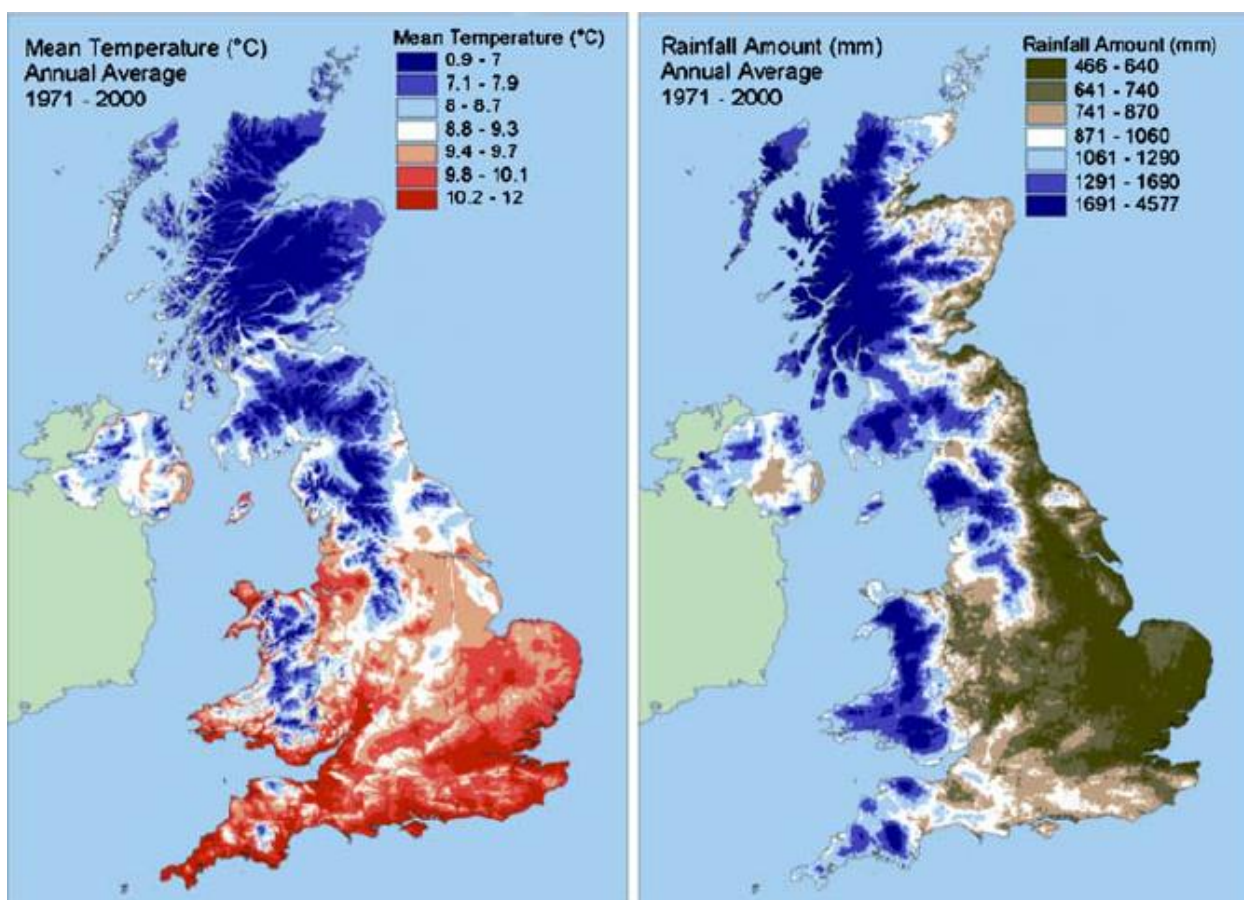 Mean Temperature (°C)
Annual Average
1971 - 2000
Mean Temperature (°C)
0.9 - 7
7.1 - 7.9
8 - 8.7
8.8 - 9.3
9.4 - 9.7
9.8 - 10.1
10.2 - 12
Rainfall Amount (mm)
Annual Average
1971 - 2000
Rainfall Amount (mm)
466 - 640
641 - 740
741 - 870
871 - 1060
1061 - 1290
1291 - 1690
1691 - 4577